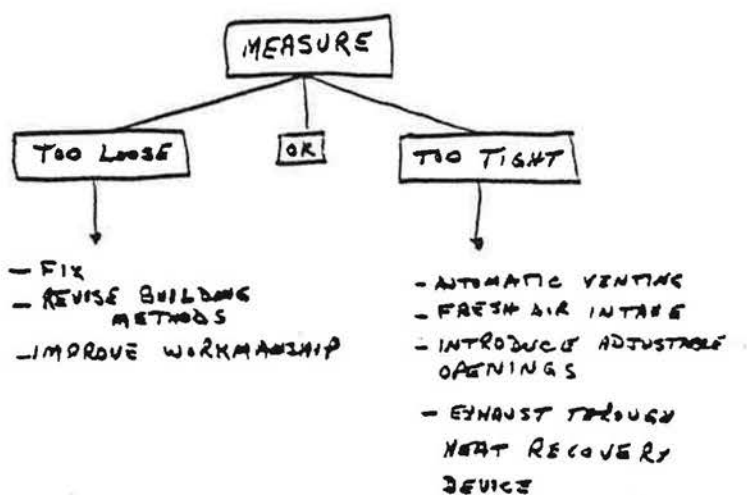 MEASURE
TOO LOOSE
OK
TOO TIGHT
- FIX
- REVISE BUILDING
METHODS
- IMPROVE WORKMANSHIP
- AUTOMATIC VENTING
- FRESH AIR INTAKE
- INTRODUCE ADJUSTABLE
OPENINGS
- EXHAUST THROUGH
HEAT RECOVERY
DEVICE